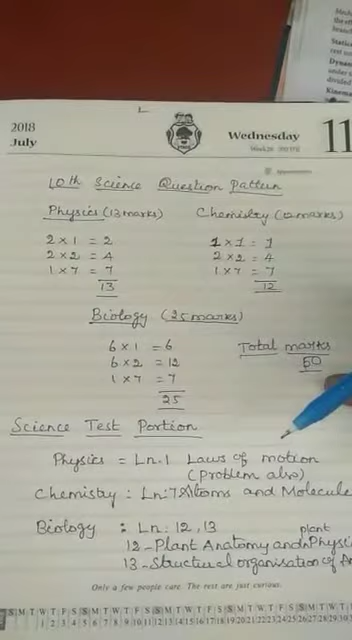 2018
July
Wednesday
11
10th Science Question Pattern
Physics (13 marks)
2 x 1 = 2
2 x 2 = 4
1 x 7 = 7
13
Chemistry (12 marks)
1 x 1 = 1
2 x 2 = 4
1 x 7 = 7
12
Biology (25 marks)
6 x 1 = 6
6 x 2 = 12
1 x 7 = 7
25
Total marks
50
Science Test Portion
Physics = Ln.1 Laws of motion
(Problem also)
Chemistry : Ln:7 Atoms and Molecule
Biology : Ln. 12, 13
12 - Plant Anatomy and plant Physi
13 - Structural organisation of An
Only a few people care. The rest are just curious.